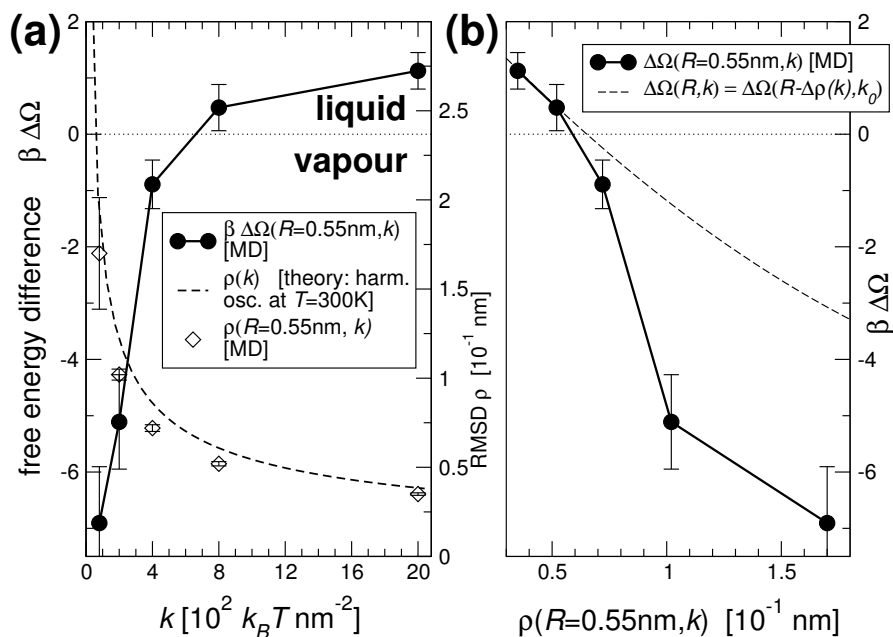 (a)
2
0
-2
-4
-6
free energy difference β ΔΩ
liquid
vapour
β ΔΩ(R=0.55nm,k)
[MD]
ρ(k) [theory: harm.
osc. at T=300K]
ρ(R=0.55nm, k)
[MD]
0 4 8 12 16 20
k [10² k_BT nm⁻²]
2.5
2
1.5
1
0.5
0
RMSD ρ [10⁻¹ nm]
(b)
ΔΩ(R=0.55nm,k) [MD]
ΔΩ(R,k) = ΔΩ(R-Δρ(k),k₀)
0.5 1 1.5
ρ(R=0.55nm,k) [10⁻¹ nm]
2
0
-2
-4
-6
β ΔΩ